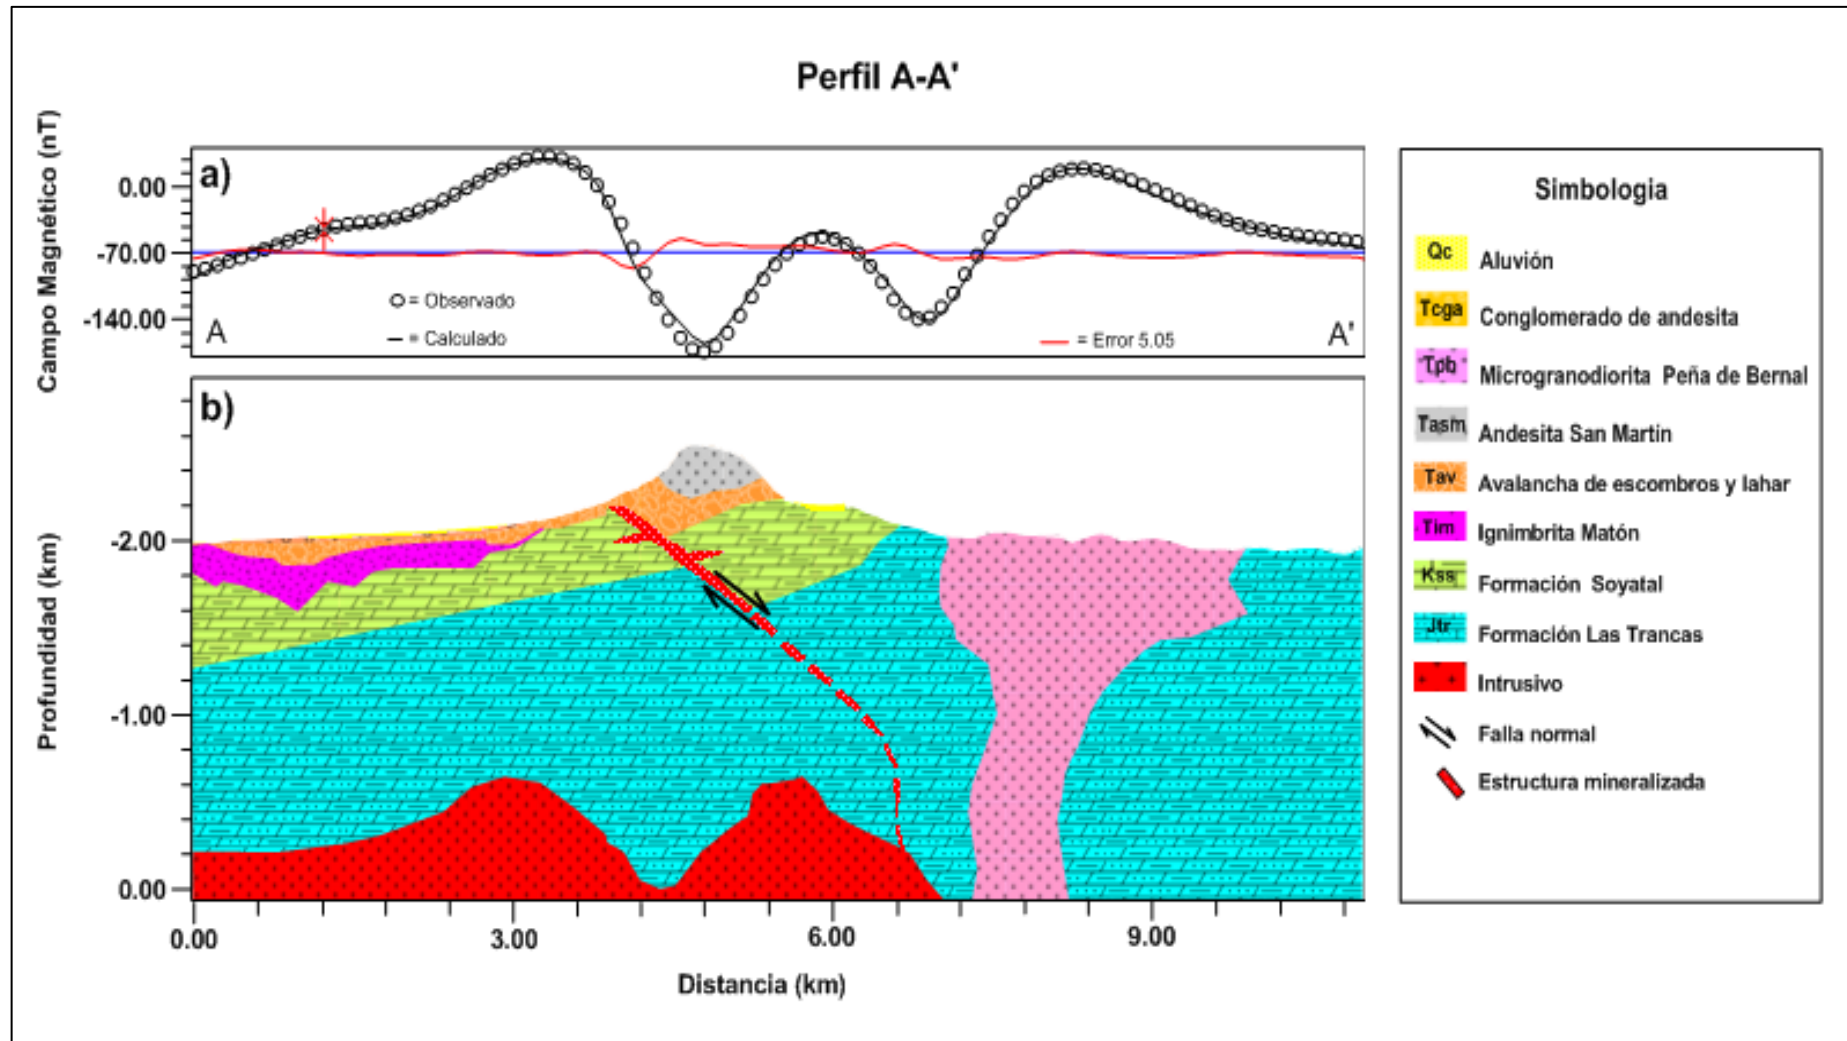 Perfil A-A'
Campo Magnético (nT)
a)
0.00
-70.00
-140.00
O = Observado
— = Calculado
— = Error 5.05
A
A'
b)
Profundidad (km)
-2.00
-1.00
0.00
0.00
3.00
6.00
9.00
Distancia (km)
Simbologia
Qc Aluvión
Tcga Conglomerado de andesita
Tpb Microgranodiorita Peña de Bernal
Tasm Andesita San Martín
Tav Avalancha de escombros y lahar
Tim Ignimbrita Matón
Kss Formación Soyatal
Jtr Formación Las Trancas
Intrusivo
Falla normal
Estructura mineralizada